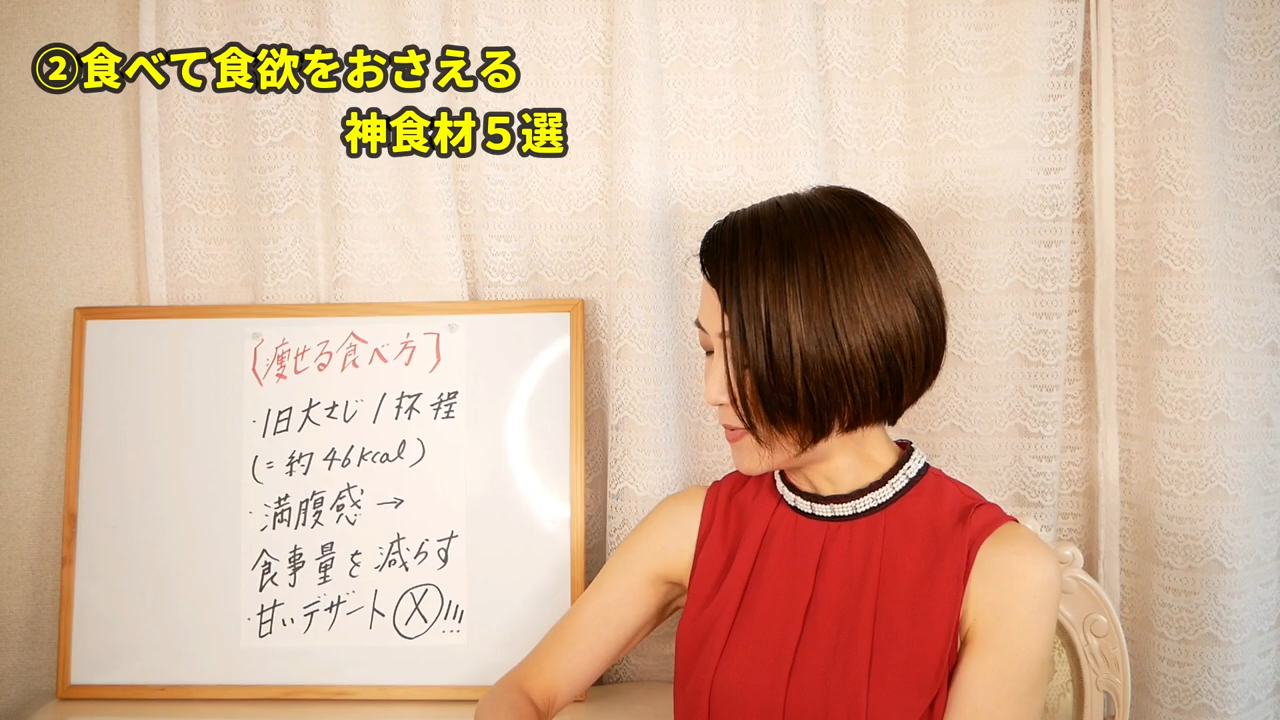 ②食べて食欲をおさえる
神食材5選
〔痩せる食べ方〕
・1日大さじ1杯程
(=約46kcal)
・満腹感→
食事量を減らす
・甘いデザートⓍ!!!